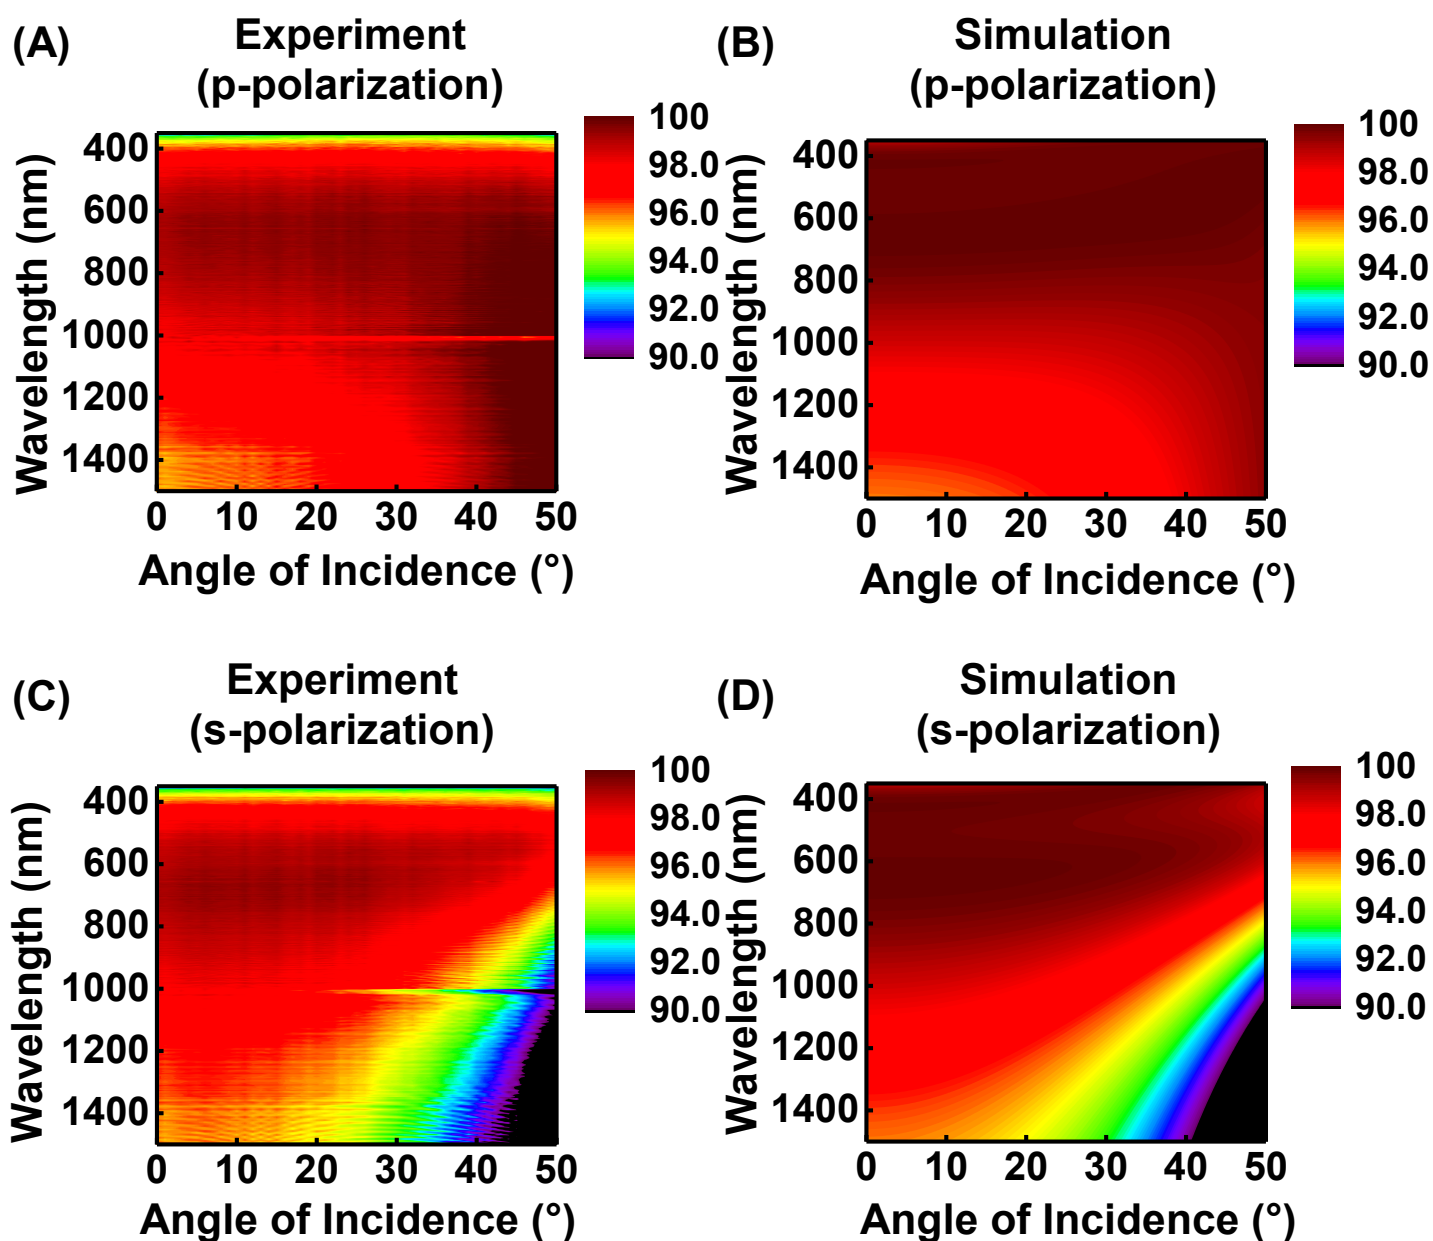 (A)
Experiment
(p-polarization)
100
98.0
96.0
94.0
92.0
90.0
Wavelength (nm)
400
600
800
1000
1200
1400
0 10 20 30 40 50
Angle of Incidence (°)
(B)
Simulation
(p-polarization)
100
98.0
96.0
94.0
92.0
90.0
Wavelength (nm)
400
600
800
1000
1200
1400
0 10 20 30 40 50
Angle of Incidence (°)
(C)
Experiment
(s-polarization)
100
98.0
96.0
94.0
92.0
90.0
Wavelength (nm)
400
600
800
1000
1200
1400
0 10 20 30 40 50
Angle of Incidence (°)
(D)
Simulation
(s-polarization)
100
98.0
96.0
94.0
92.0
90.0
Wavelength (nm)
400
600
800
1000
1200
1400
0 10 20 30 40 50
Angle of Incidence (°)